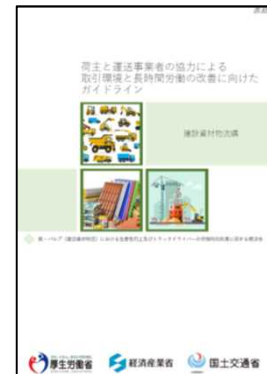 荷主と運送事業者の協力による
取引環境と長時間労働の改善に向けた
ガイドライン
建設資材物流編
厚生労働省
経済産業省
国土交通省